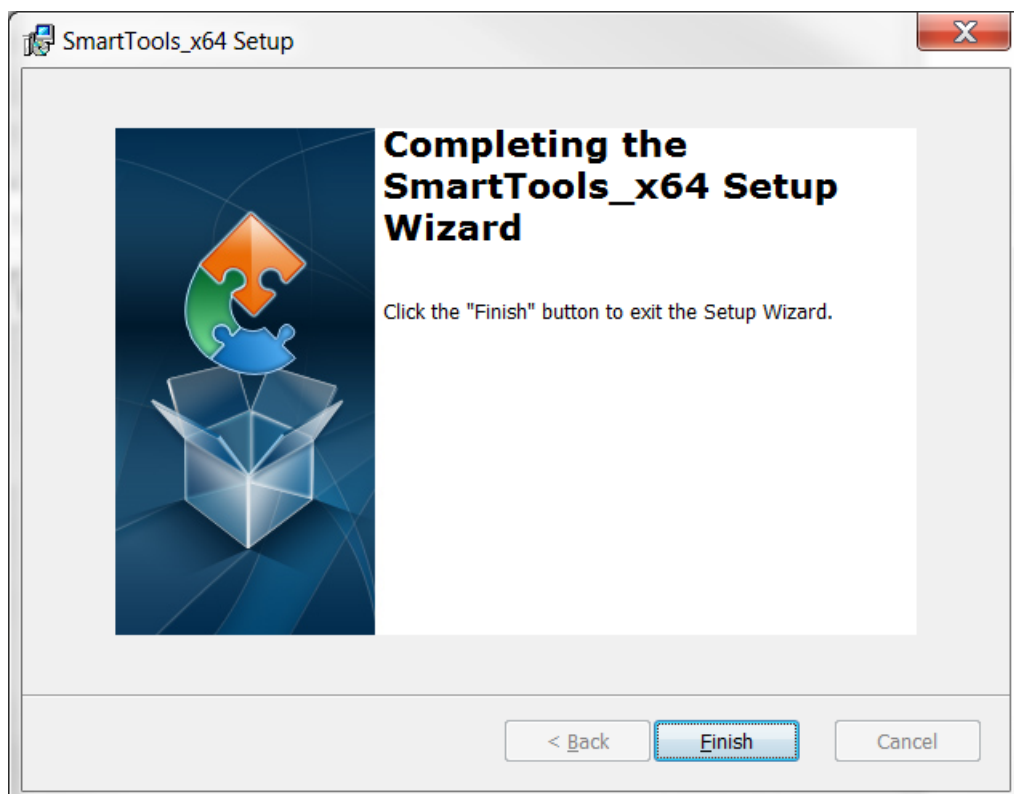 SmartTools_x64 Setup
X
Completing the
SmartTools_x64 Setup
Wizard
Click the "Finish" button to exit the Setup Wizard.
< Back
Finish
Cancel